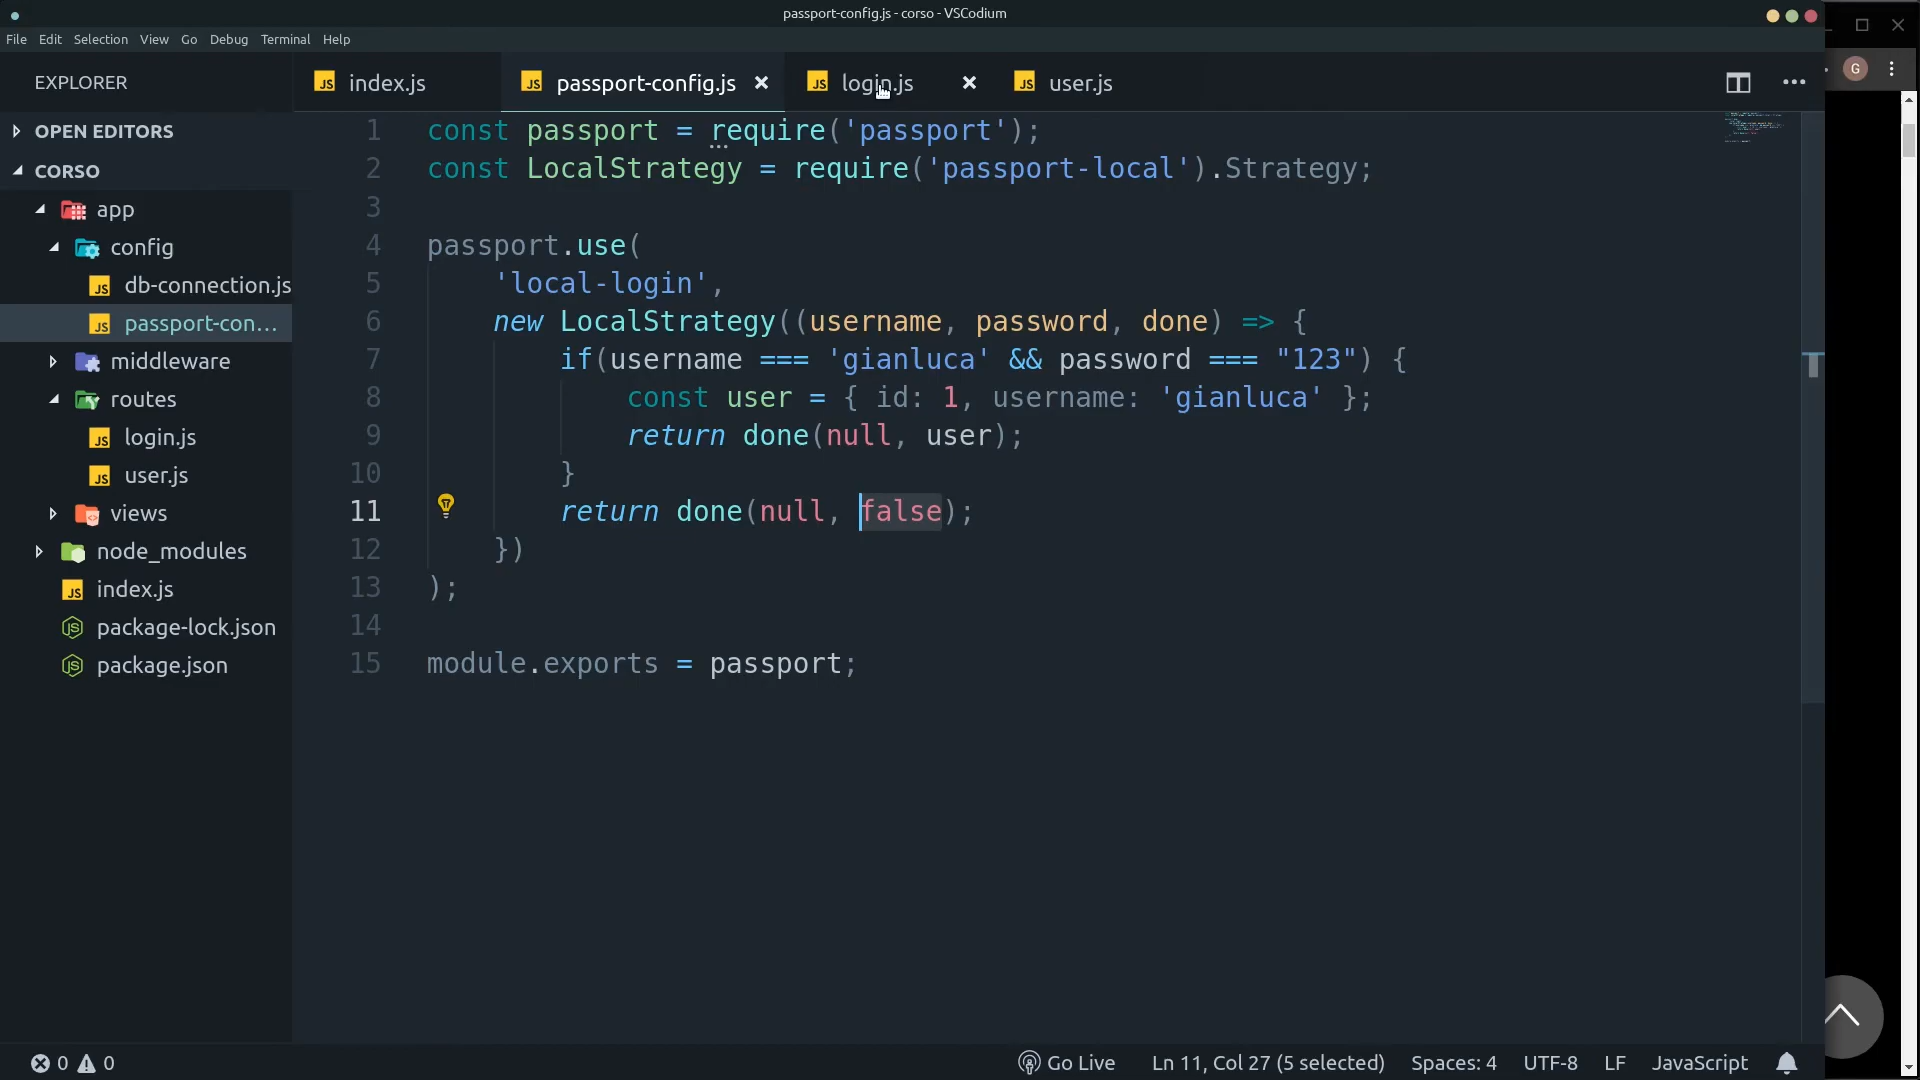 passport-config.js - corso - VSCodium
File Edit Selection View Go Debug Terminal Help
EXPLORER
index.js
passport-config.js
login.js
user.js
G
OPEN EDITORS
CORSO
app
config
db-connection.js
passport-con...
middleware
routes
login.js
user.js
views
node_modules
index.js
package-lock.json
package.json
1 const passport = require('passport');
2 const LocalStrategy = require('passport-local').Strategy;
3
4 passport.use(
5 'local-login',
6 new LocalStrategy((username, password, done) => {
7 if(username === 'gianluca' && password === "123") {
8 const user = { id: 1, username: 'gianluca' };
9 return done(null, user);
10 }
11 return done(null, false);
12 })
13 );
14
15 module.exports = passport;
0 0 Go Live Ln 11, Col 27 (5 selected) Spaces: 4 UTF-8 LF JavaScript